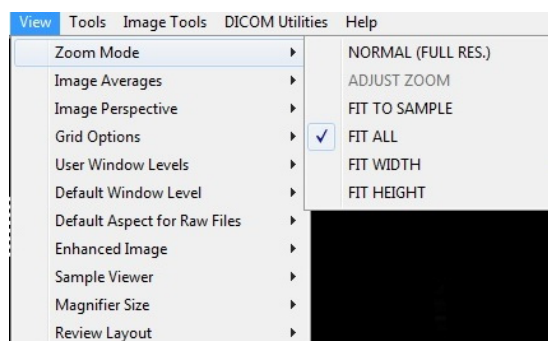 View Tools Image Tools DICOM Utilities Help
Zoom Mode
NORMAL (FULL RES.)
Image Averages
ADJUST ZOOM
Image Perspective
FIT TO SAMPLE
Grid Options
FIT ALL
User Window Levels
FIT WIDTH
Default Window Level
FIT HEIGHT
Default Aspect for Raw Files
Enhanced Image
Sample Viewer
Magnifier Size
Review Layout